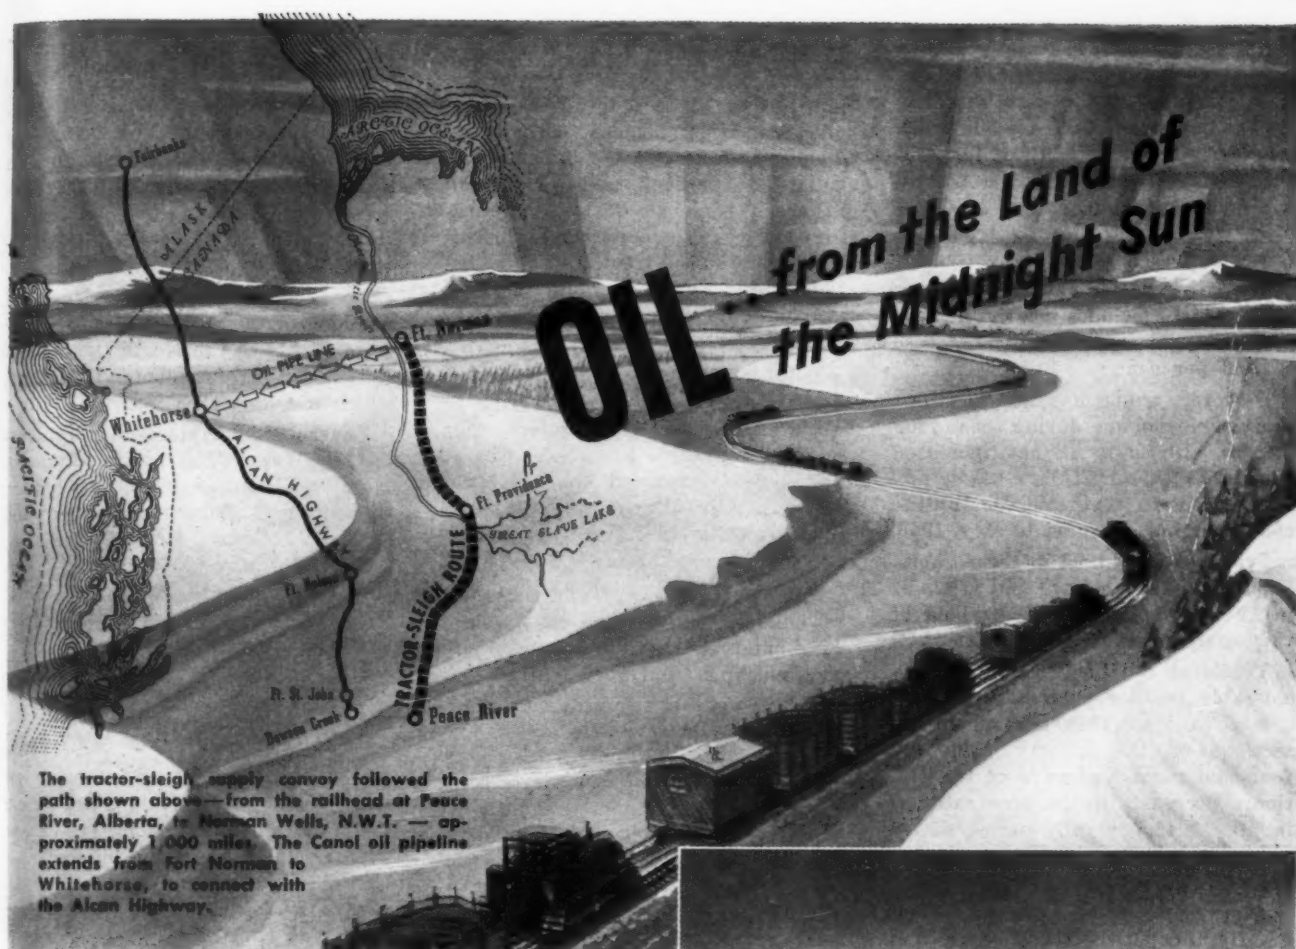 OIL ... from the Land of
the Midnight Sun
ARCTIC OCEAN
Fairbanks
ALASKA
CANADA
Ft. Norman
OIL PIPE LINE
Whitehorse
ALCAN HIGHWAY
PACIFIC OCEAN
Ft. Providence
GREAT SLAVE LAKE
Ft. Nelson
TRACTOR-SLEIGH ROUTE
Ft. St. John
Dawson Creek
Peace River
The tractor-sleigh supply convoy followed the
path shown above—from the railhead at Peace
River, Alberta, to Norman Wells, N.W.T. — ap-
proximately 1,000 miles. The Canol oil pipeline
extends from Fort Norman to
Whitehorse, to connect with
the Alcan Highway.